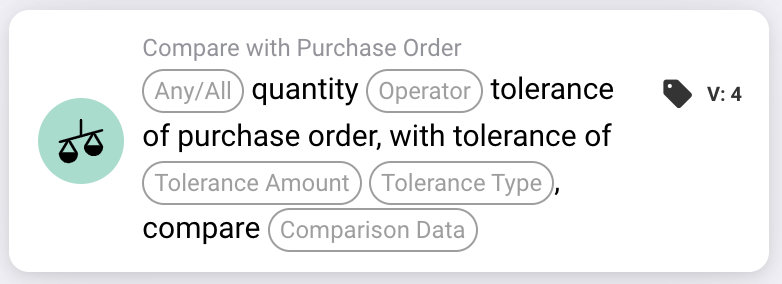 Compare with Purchase Order
Any/All quantity Operator tolerance V: 4
of purchase order, with tolerance of
Tolerance Amount Tolerance Type,
compare Comparison Data